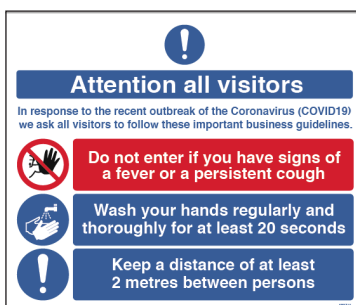 Attention all visitors
In response to the recent outbreak of the Coronavirus (COVID19)
we ask all visitors to follow these important business guidelines.
Do not enter if you have signs of
a fever or a persistent cough
Wash your hands regularly and
thoroughly for at least 20 seconds
Keep a distance of at least
2 metres between persons